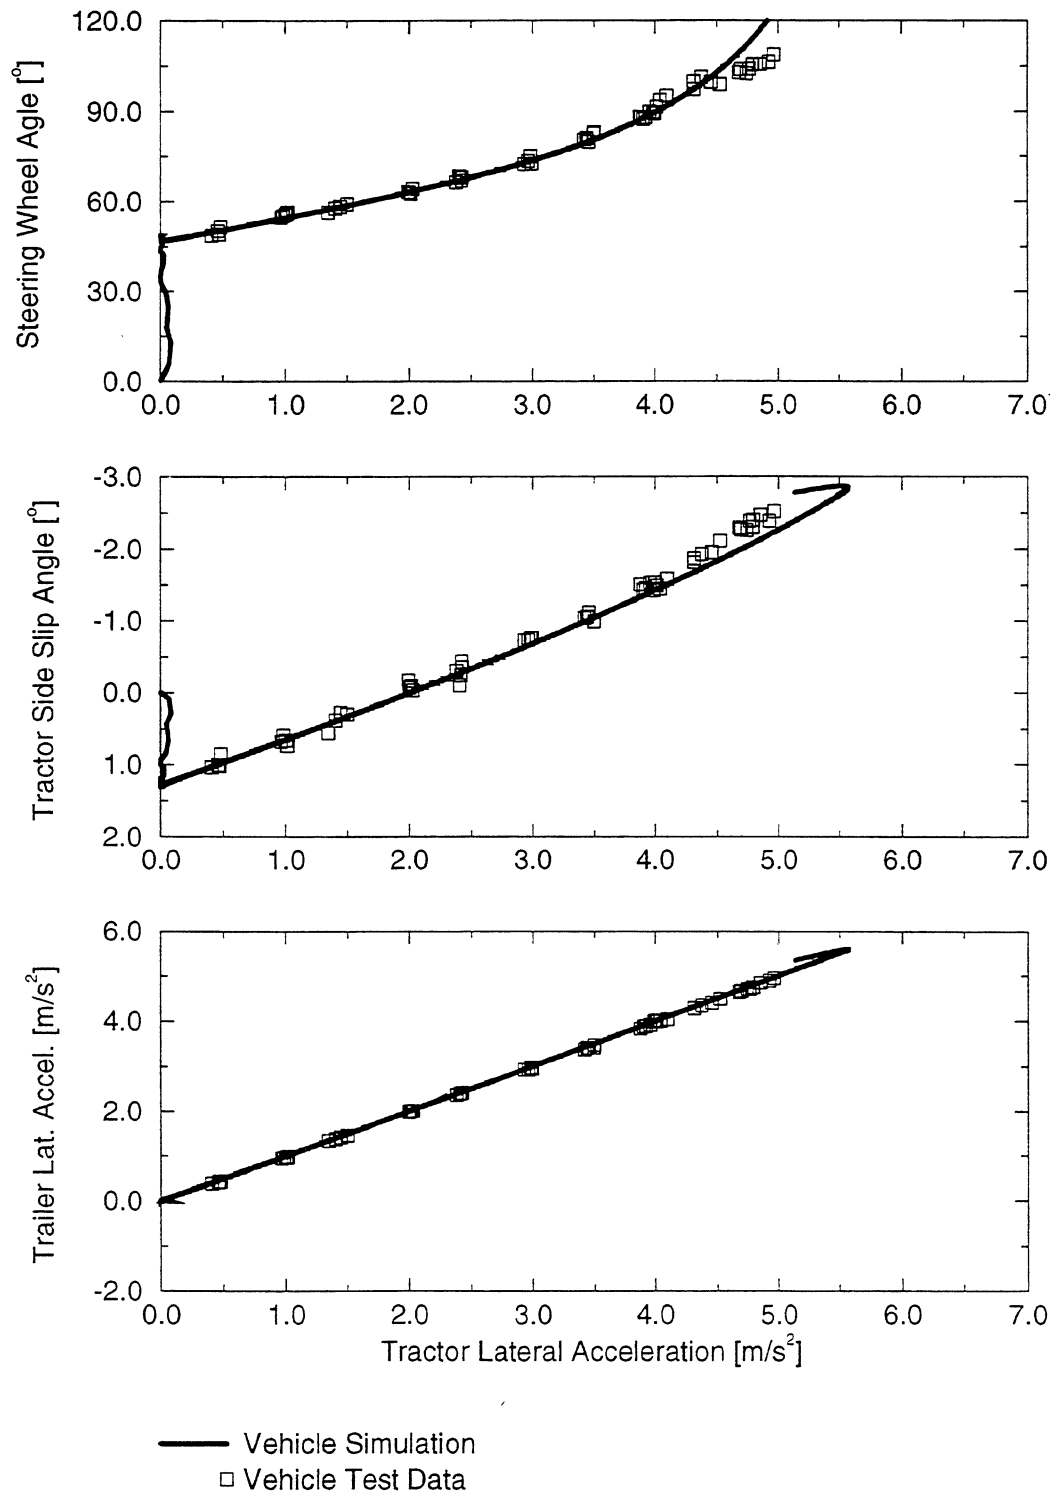 120.0
90.0
60.0
30.0
0.0
Steering Wheel Agle [°]
0.0 1.0 2.0 3.0 4.0 5.0 6.0 7.0
-3.0
-2.0
-1.0
0.0
1.0
2.0
Tractor Side Slip Angle [°]
0.0 1.0 2.0 3.0 4.0 5.0 6.0 7.0
6.0
4.0
2.0
0.0
-2.0
Trailer Lat. Accel. [m/s²]
0.0 1.0 2.0 3.0 4.0 5.0 6.0 7.0
Tractor Lateral Acceleration [m/s²]
Vehicle Simulation
Vehicle Test Data